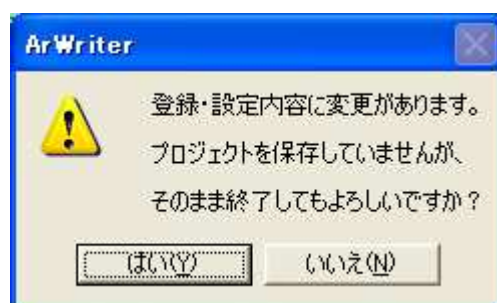 ArWriter
登録・設定内容に変更があります。
プロジェクトを保存していませんが、
そのまま終了してもよろしいですか？
はい(Y)
いいえ(N)